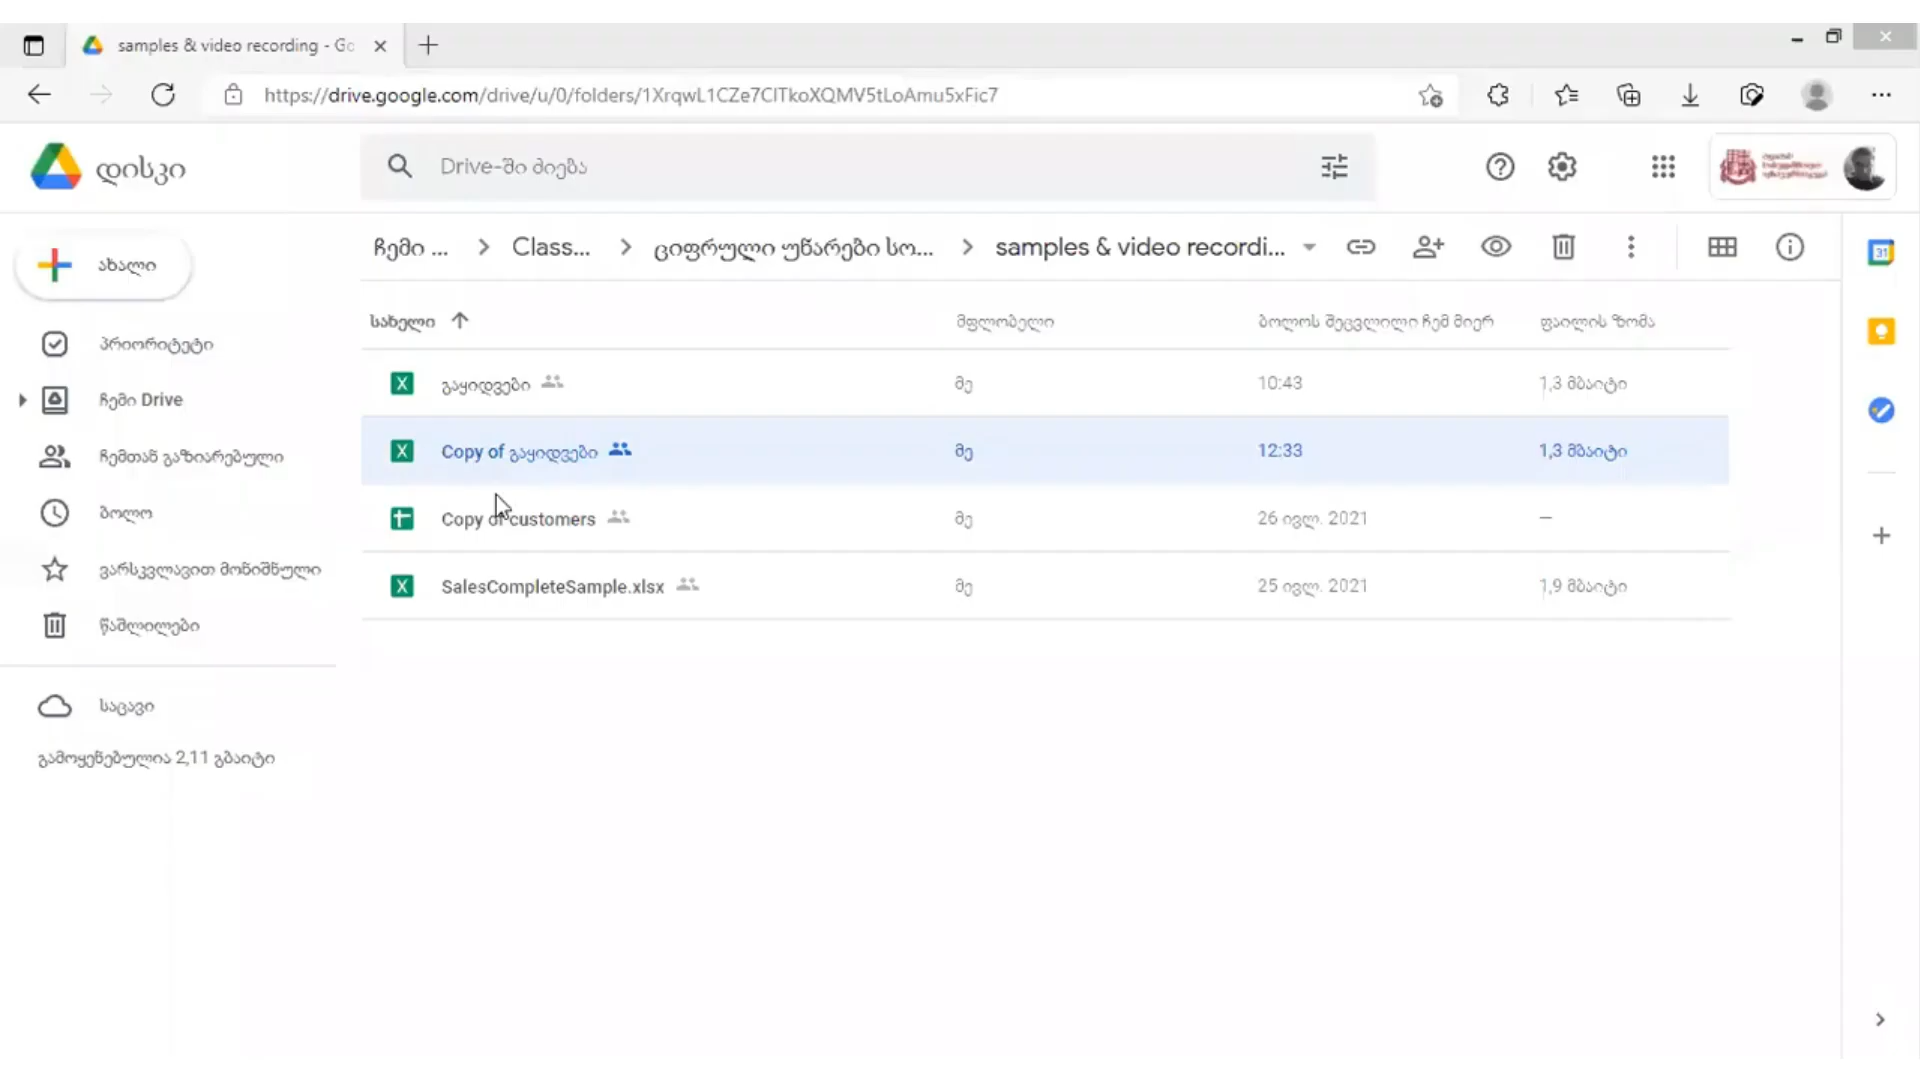 samples & video recording - Go
https://drive.google.com/drive/u/0/folders/1XrqwL1CZe7ClTkoXQMV5tLoAmu5xFic7
დისკი
Drive-ში ძიება
ახალი
ჩემი ... > Class... > ციფრული უნარები სო... > samples & video recordi...
31
სახელი მფლობელი ბოლოს შეცვლილი ჩემ მიერ ფაილის ზომა
პრიორიტეტი
ჩემი Drive
ჩემთან გაზიარებული
ბოლო
ვარსკვლავით მონიშნული
წაშლილები
საცავი
გამოყენებულია 2,11 გბაიტი
გაყიდვები მე 10:43 1,3 მბაიტი
Copy of გაყიდვები მე 12:33 1,3 მბაიტი
Copy of customers მე 26 ივლ. 2021 –
SalesCompleteSample.xlsx მე 25 ივლ. 2021 1,9 მბაიტი